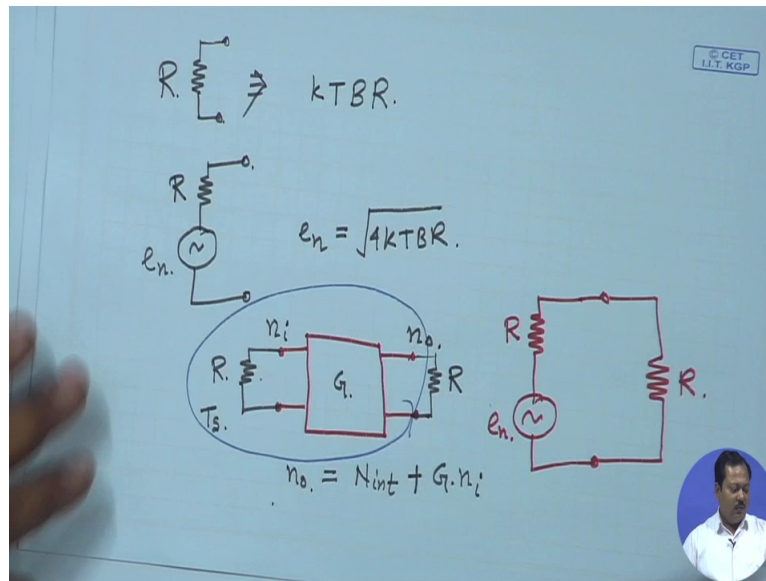 © CET
I.I.T. KGP
R. ⇛ kTBR.
R
en. en = √4KTBR.
ni no.
R. G. R
Ts.
R R.
en.
no. = Nint + G.ni